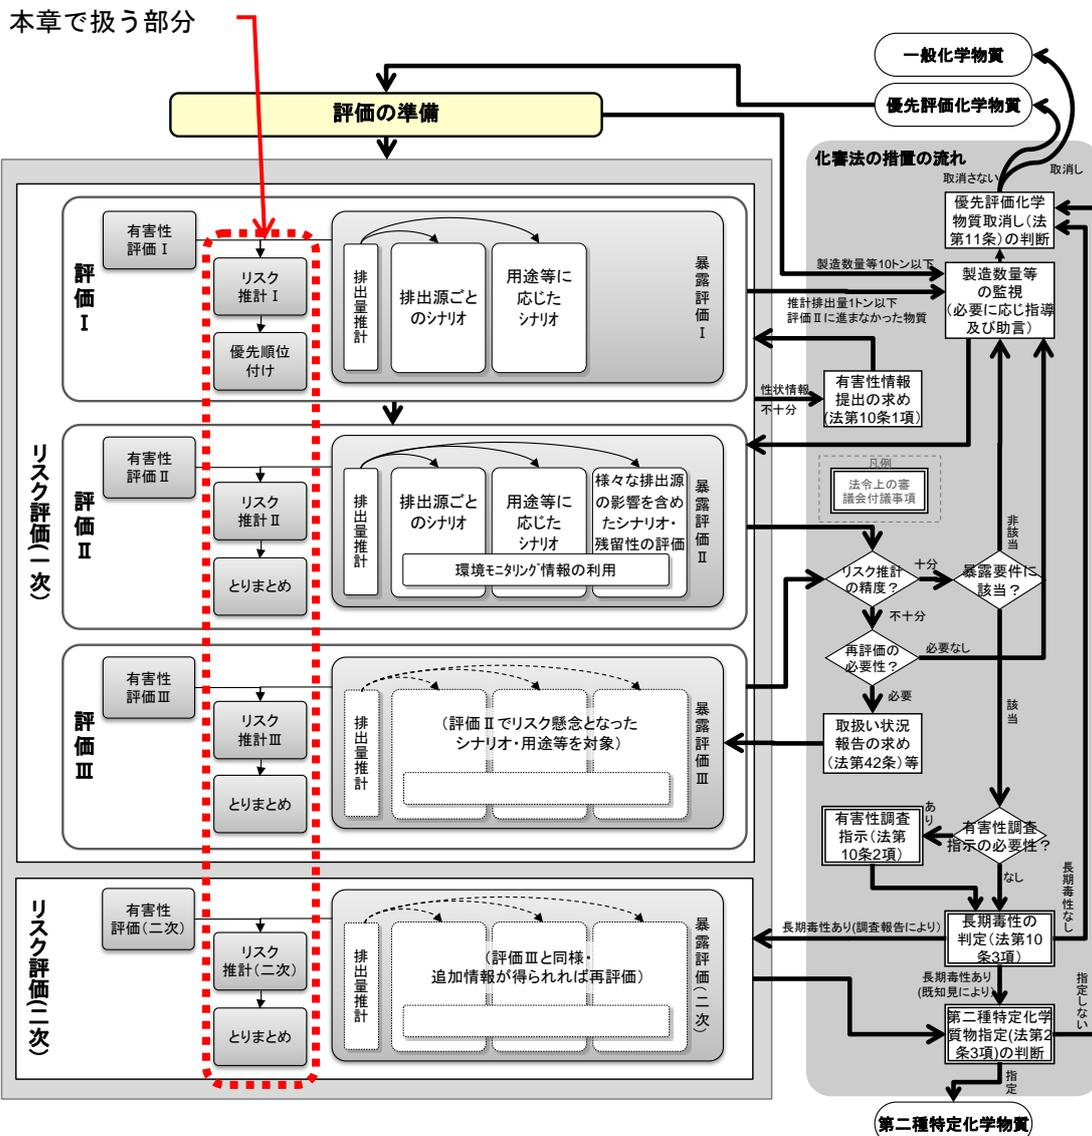 本章で扱う部分
一般化学物質
優先評価化学物質
評価の準備
化審法の措置の流れ
取消さない
取消し
優先評価化学
物質取消し(法
第11条)の判断
評価Ⅰ
有害性
評価Ⅰ
リスク
推計Ⅰ
優先順位
付け
排出量推計
排出源ごと
のシナリオ
用途等に
応じた
シナリオ
暴露評価Ⅰ
製造数量等10トン以下
製造数量等
の監視
(必要に応じ指導
及び助言)
推計排出量1トン以下
評価Ⅱに進まなかった物質
性状情報
不十分
有害性情報
提出の求め
(法第10条1項)
凡例
法令上の審
議会付議事項
リスク評価(一次)
評価Ⅱ
有害性
評価Ⅱ
リスク
推計Ⅱ
とりまとめ
排出量推計
排出源ごと
のシナリオ
用途等に
応じた
シナリオ
様々な排出源
の影響を含め
たシナリオ・
残留性の評価
環境モニタリング情報の利用
暴露評価Ⅱ
リスク推計
の精度?
十分
暴露要件に
該当?
非該当
不十分
再評価の
必要性?
必要なし
必要
該当
取扱い状況
報告の求め
(法第42条)等
評価Ⅲ
有害性
評価Ⅲ
リスク
推計Ⅲ
とりまとめ
排出量推計
(評価Ⅱでリスク懸念となった
シナリオ・用途等を対象)
暴露評価Ⅲ
有害性調査
指示(法第
10条2項)
あり
有害性調査
指示の必要性?
なし
長期毒性なし
リスク評価(二次)
有害性
評価(二次)
リスク
推計(二次)
とりまとめ
排出量推計
(評価Ⅲと同様・
追加情報が得られれば再評価)
暴露評価(二次)
長期毒性あり(調査報告により)
長期毒性の
判定(法第10
条3項)
長期毒性あり
(既知見により)
指定しない
第二種特定化学
質物指定(法第2
条3項)の判断
指定
第二種特定化学物質